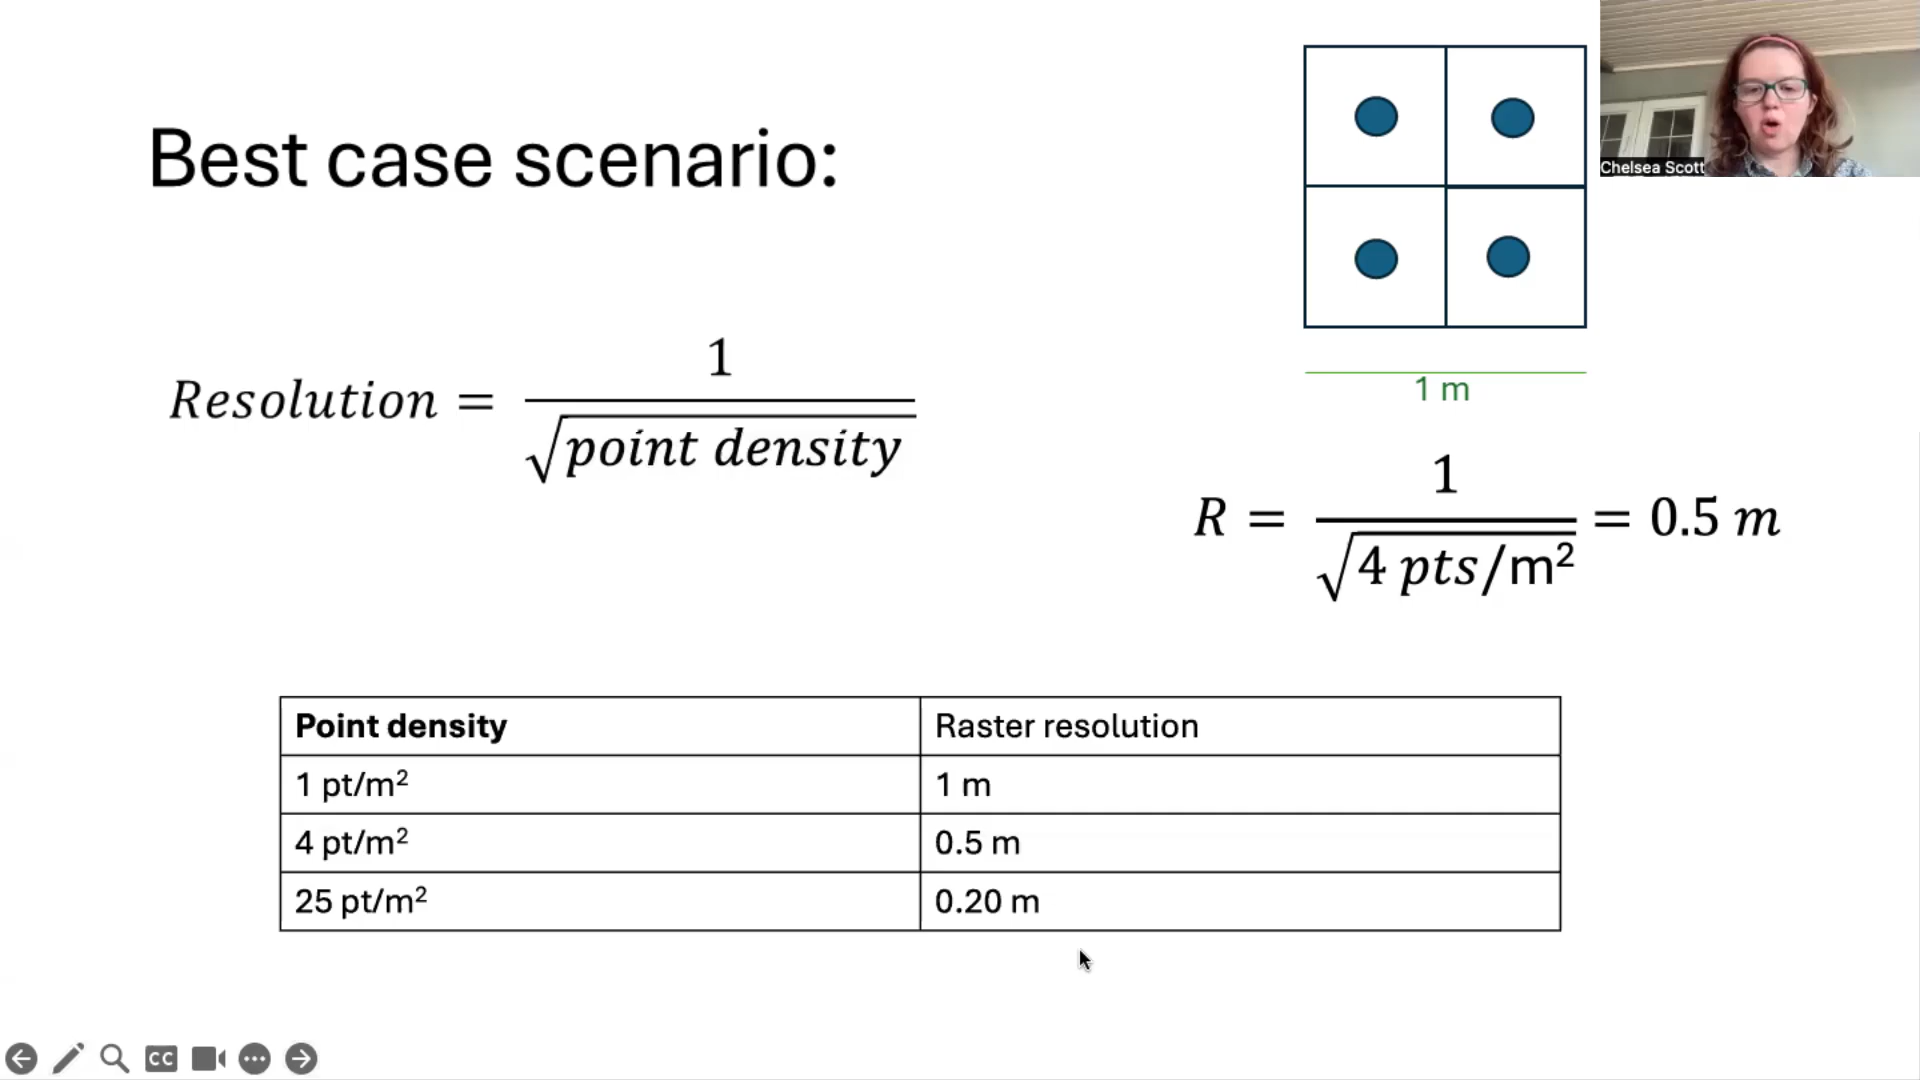 Best case scenario:
Chelsea Scott
1 m
Resolution = 1 / √point density
R = 1 / √4 pts/m² = 0.5 m
Point density Raster resolution
1 pt/m² 1 m
4 pt/m² 0.5 m
25 pt/m² 0.20 m
CC